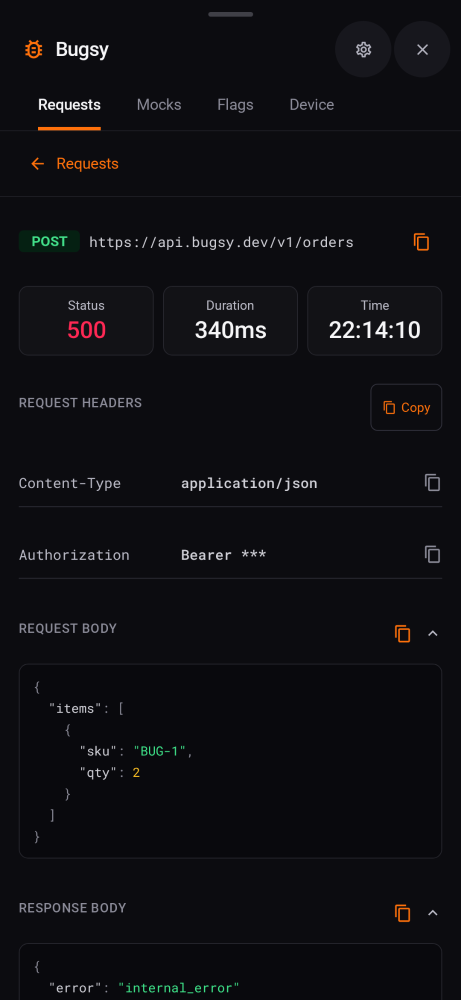 Bugsy
Requests Mocks Flags Device
Requests
POST https://api.bugsy.dev/v1/orders
Status Duration Time
500 340ms 22:14:10
REQUEST HEADERS Copy
Content-Type application/json
Authorization Bearer ***
REQUEST BODY
{
  "items": [
    {
      "sku": "BUG-1",
      "qty": 2
    }
  ]
}
RESPONSE BODY
{
  "error": "internal_error"